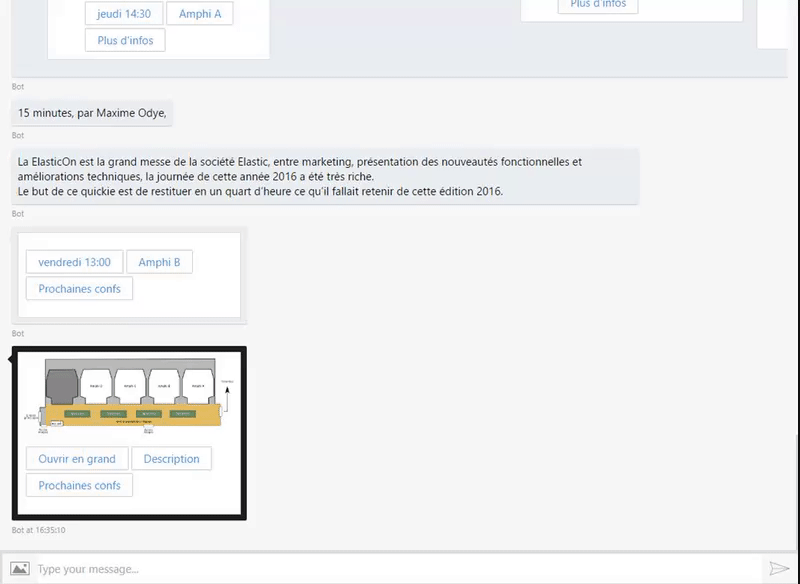 jeudi 14:30
Amphi A
Plus d'infos
Plus d'infos
Bot
15 minutes, par Maxime Odye,
Bot
La ElasticOn est la grand messe de la société Elastic, entre marketing, présentation des nouveautés fonctionnelles et
améliorations techniques, la journée de cette année 2016 a été très riche.
Le but de ce quickie est de restituer en un quart d'heure ce qu'il fallait retenir de cette édition 2016.
Bot
vendredi 13:00
Amphi B
Prochaines confs
Bot
Ouvrir en grand
Description
Prochaines confs
Bot at 16:35:10
Type your message...